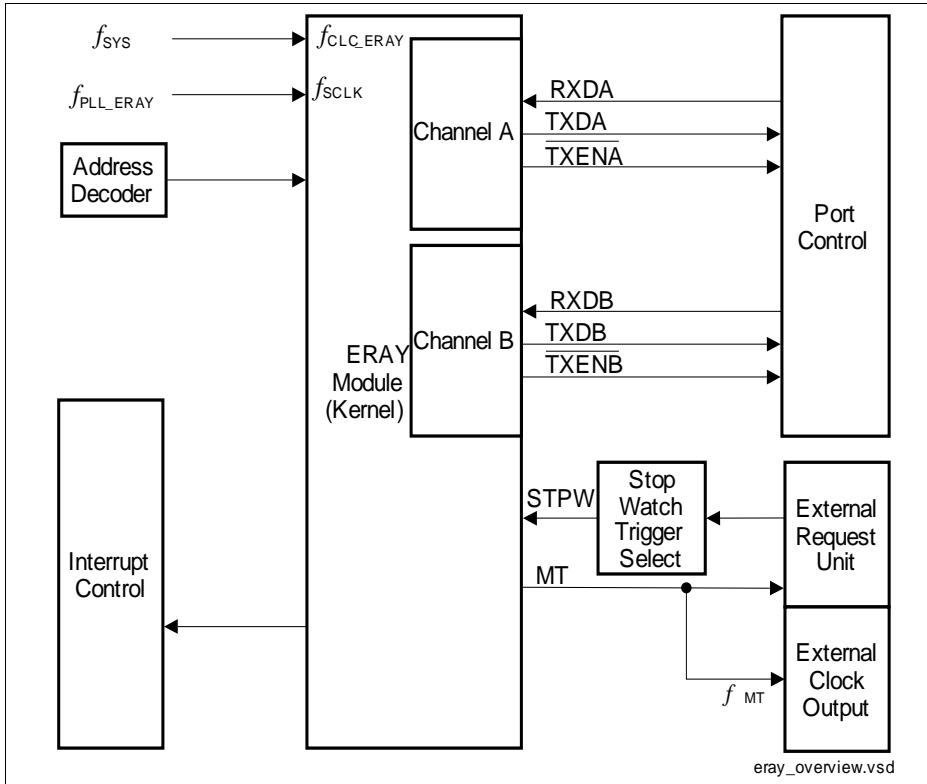 fSYS
fCLC_ERAY
fPLL_ERAY
fSCLK
Address
Decoder
Channel A
RXDA
TXDA
TXENA
Port
Control
Channel B
RXDB
TXDB
TXENB
ERAY
Module
(Kernel)
Interrupt
Control
STPW
Stop
Watch
Trigger
Select
External
Request
Unit
MT
External
Clock
Output
f MT
eray_overview.vsd